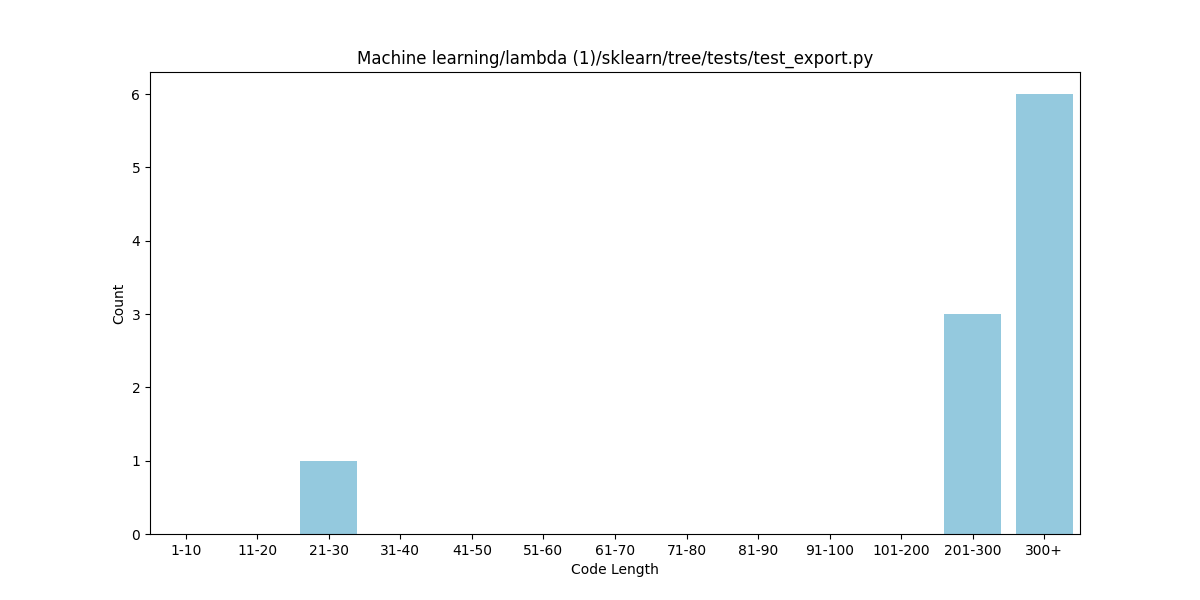 Machine learning/lambda (1)/sklearn/tree/tests/test_export.py
6
5
4
3
2
1
0
Count
1-10 11-20 21-30 31-40 41-50 51-60 61-70 71-80 81-90 91-100 101-200 201-300 300+
Code Length